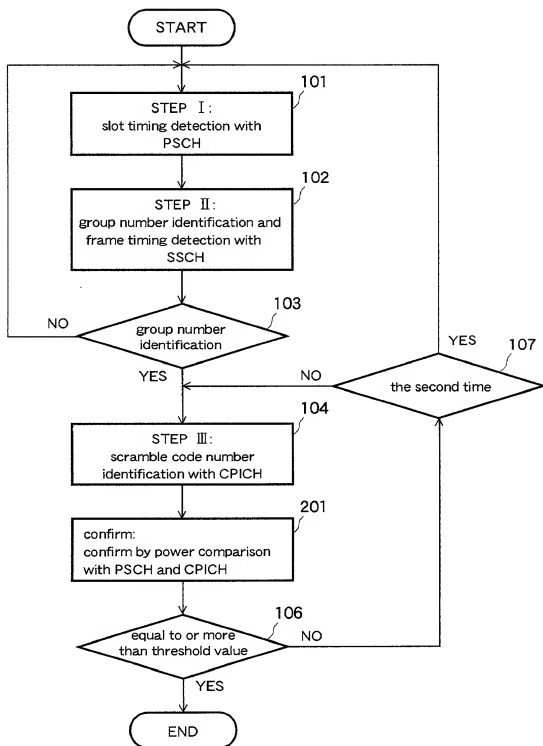 START
101
STEP Ⅰ:
slot timing detection with
PSCH
102
STEP Ⅱ:
group number identification and
frame timing detection with
SSCH
103
NO
group number
identification
YES
YES
107
NO
the second time
104
STEP Ⅲ:
scramble code number
identification with CPICH
201
confirm:
confirm by power comparison
with PSCH and CPICH
106
equal to or more
than threshold value
NO
YES
END